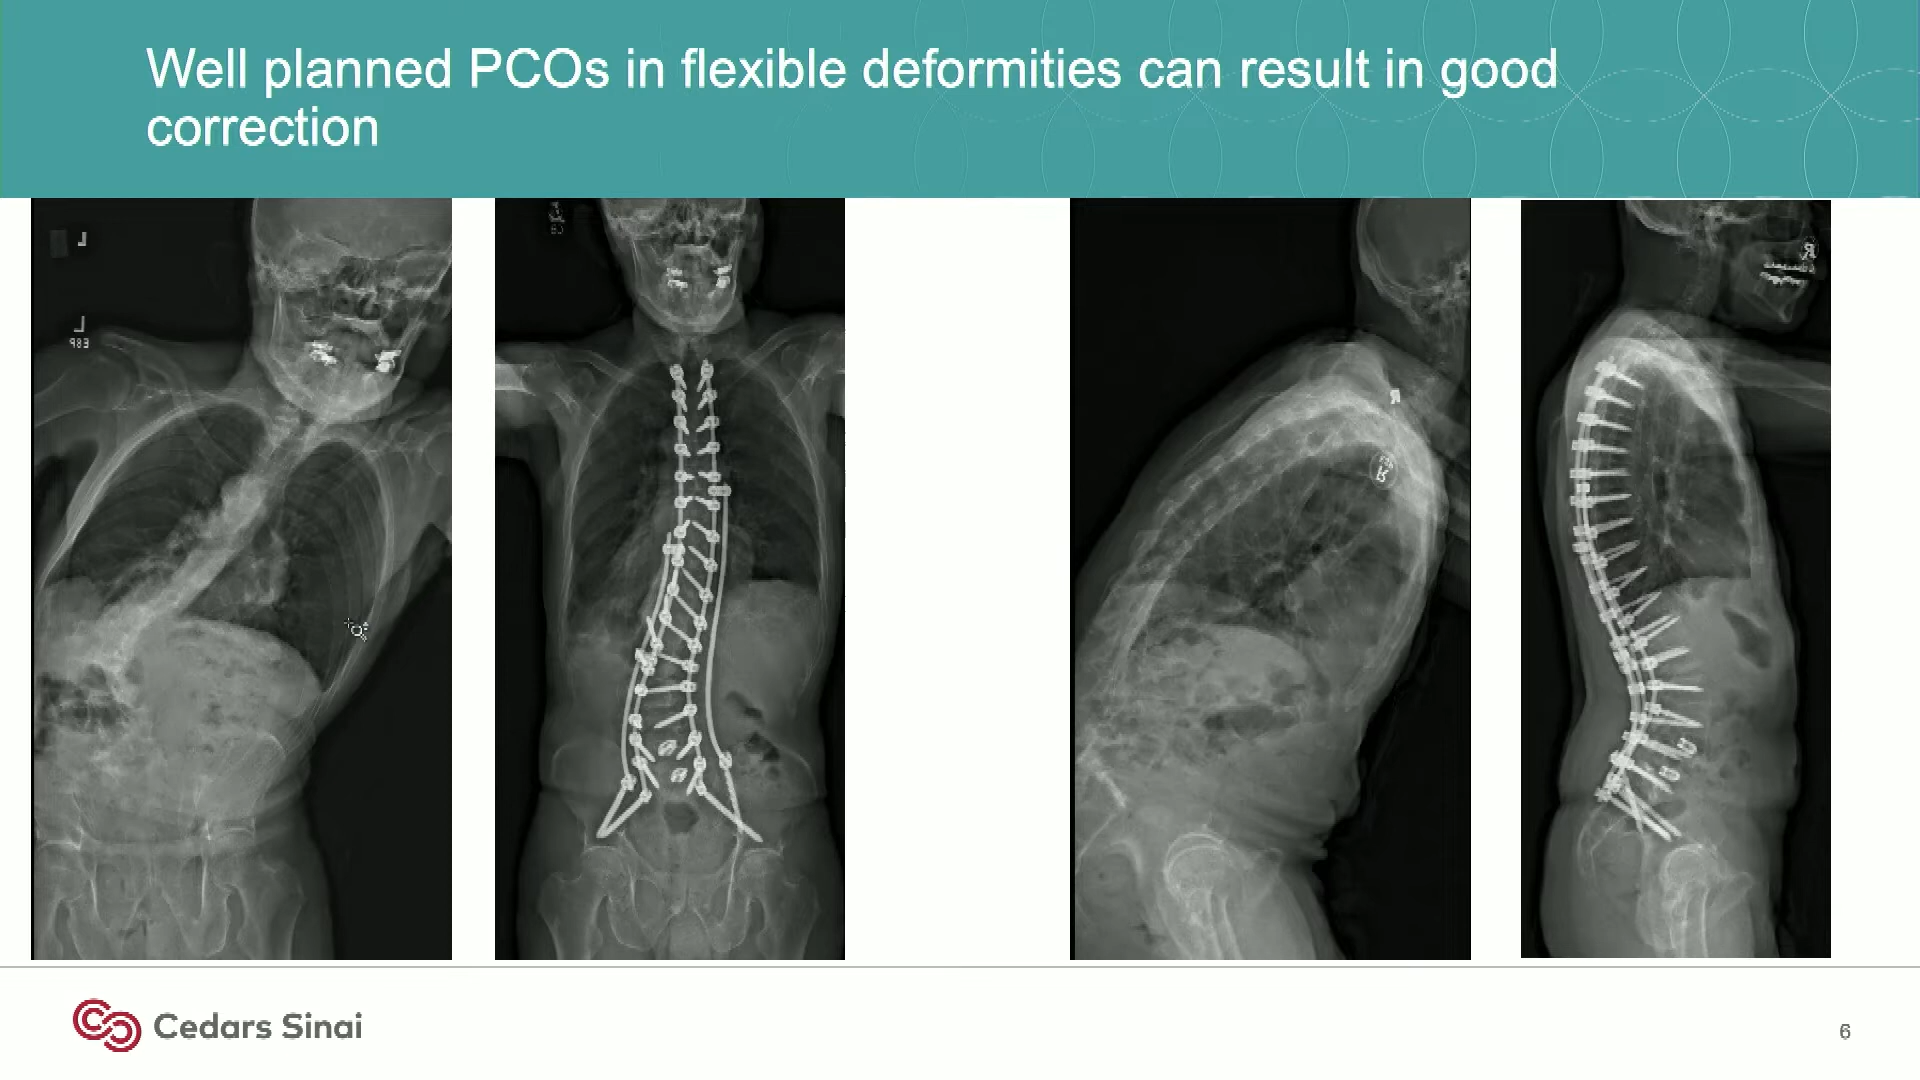 Well planned PCOs in flexible deformities can result in good
correction
L
L
R
R
Cedars Sinai
6